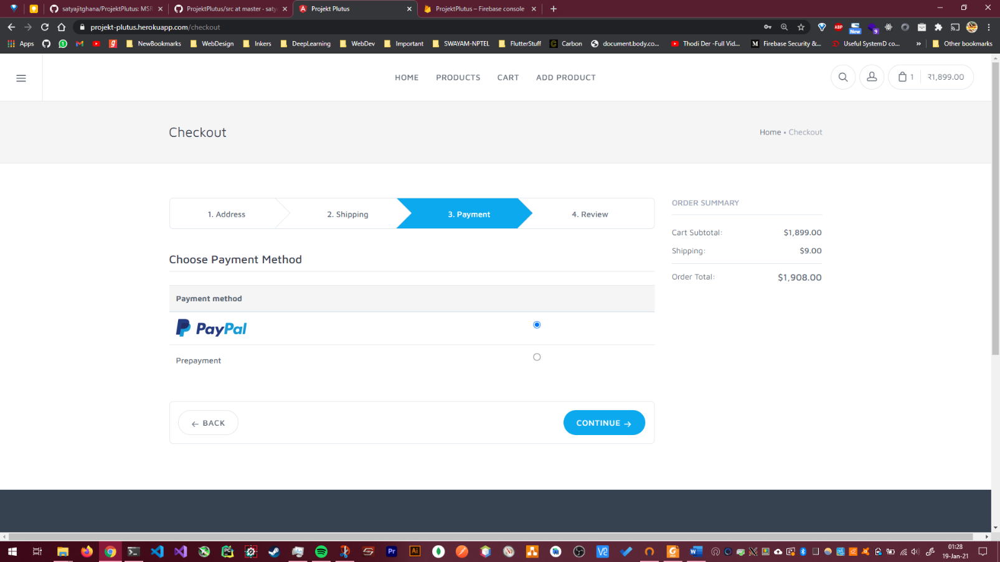 satyajitghana/ProjektPlutus: MSR
ProjektPlutus/src at master · saty
Projekt Plutus
ProjektPlutus – Firebase console
projekt-plutus.herokuapp.com/checkout
ABP
New
9
Apps
NewBookmarks
WebDesign
Inkers
DeepLearning
WebDev
Important
SWAYAM-NPTEL
FlutterStuff
Carbon
document.body.co...
Thodi Der -Full Vid...
Firebase Security &...
Useful SystemD co...
»
Other bookmarks
HOME
PRODUCTS
CART
ADD PRODUCT
1
₹1,899.00
Checkout
Home • Checkout
1. Address
2. Shipping
3. Payment
4. Review
ORDER SUMMARY
Cart Subtotal: $1,899.00
Shipping: $9.00
Order Total: $1,908.00
Choose Payment Method
Payment method
PayPal
Prepayment
← BACK
CONTINUE →
01:28
19-Jan-21